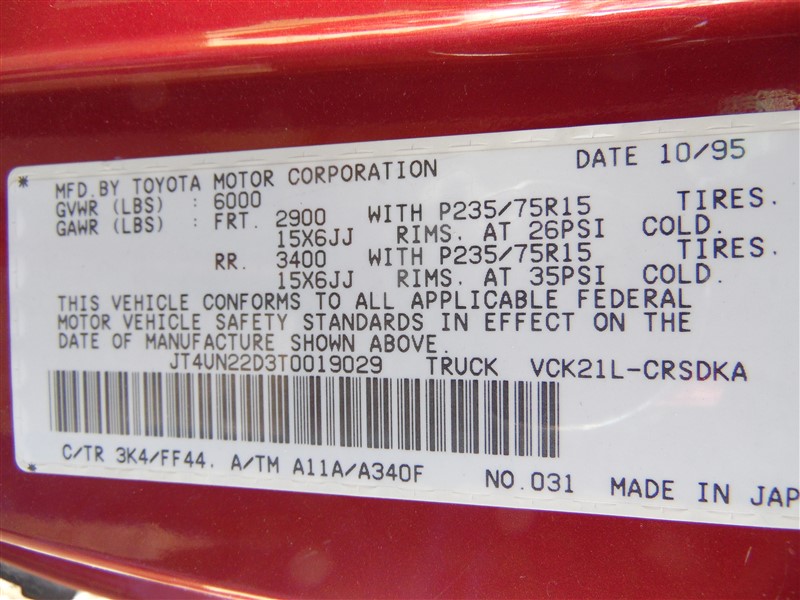 * MFD. BY TOYOTA MOTOR CORPORATION DATE 10/95
GVWR (LBS) : 6000
GAWR (LBS) : FRT. 2900 WITH P235/75R15 TIRES.
15X6JJ RIMS. AT 26PSI COLD.
RR. 3400 WITH P235/75R15 TIRES.
15X6JJ RIMS. AT 35PSI COLD.
THIS VEHICLE CONFORMS TO ALL APPLICABLE FEDERAL
MOTOR VEHICLE SAFETY STANDARDS IN EFFECT ON THE
DATE OF MANUFACTURE SHOWN ABOVE.
JT4UN22D3T0019029 TRUCK VCK21L-CRSDKA
C/TR 3K4/FF44. A/TM A11A/A340F NO.031 MADE IN JAP
*